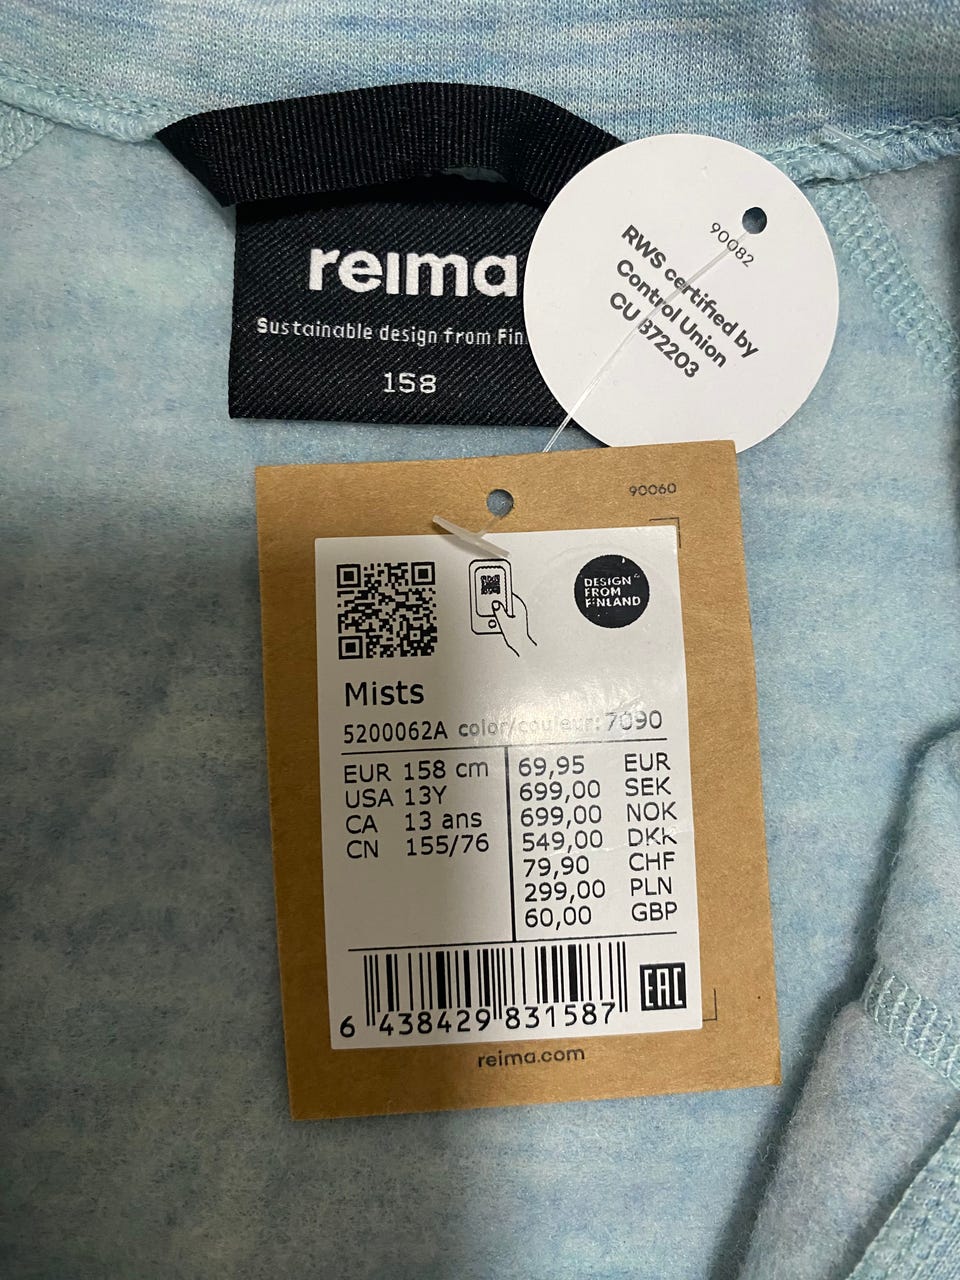 reima
Sustainable design from Fin
158
90082
RWS certified by
Control Union
CU 872203
90060
DESIGN
FROM
FINLAND
Mists
5200062A color/couleur: 7090
EUR 158 cm
USA 13Y
CA 13 ans
CN 155/76
69,95 EUR
699,00 SEK
699,00 NOK
549,00 DKK
79,90 CHF
299,00 PLN
60,00 GBP
6 438429 831587
EAC
reima.com